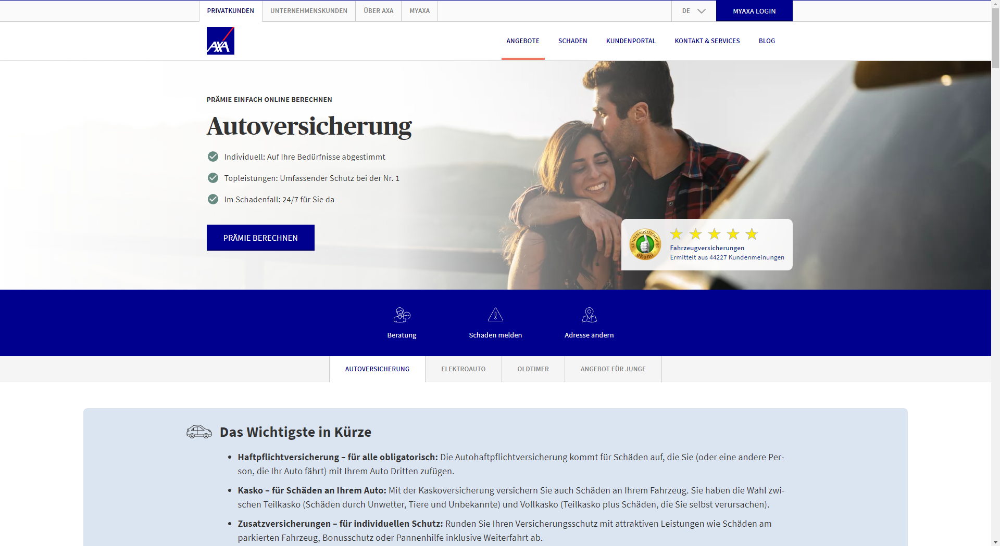 PRIVATKUNDEN
UNTERNEHMENSKUNDEN
ÜBER AXA
MYAXA
DE
MYAXA LOGIN
AXA
ANGEBOTE
SCHADEN
KUNDENPORTAL
KONTAKT & SERVICES
BLOG
PRÄMIE EINFACH ONLINE BERECHNEN
Autoversicherung
Individuell: Auf Ihre Bedürfnisse abgestimmt
Topleistungen: Umfassender Schutz bei der Nr. 1
Im Schadenfall: 24/7 für Sie da
PRÄMIE BERECHNEN
KUNDENAUSZEICHNUNG
eKomi
Fahrzeugversicherungen
Ermittelt aus 44227 Kundenmeinungen
Beratung
Schaden melden
Adresse ändern
AUTOVERSICHERUNG
ELEKTROAUTO
OLDTIMER
ANGEBOT FÜR JUNGE
Das Wichtigste in Kürze
• Haftpflichtversicherung – für alle obligatorisch: Die Autohaftpflichtversicherung kommt für Schäden auf, die Sie (oder eine andere Per-
son, die Ihr Auto fährt) mit Ihrem Auto Dritten zufügen.
• Kasko – für Schäden an Ihrem Auto: Mit der Kaskoversicherung versichern Sie auch Schäden an Ihrem Fahrzeug. Sie haben die Wahl zwi-
schen Teilkasko (Schäden durch Unwetter, Tiere und Unbekannte) und Vollkasko (Teilkasko plus Schäden, die Sie selbst verursachen).
• Zusatzversicherungen – für individuellen Schutz: Runden Sie Ihren Versicherungsschutz mit attraktiven Leistungen wie Schäden am
parkierten Fahrzeug, Bonusschutz oder Pannenhilfe inklusive Weiterfahrt ab.